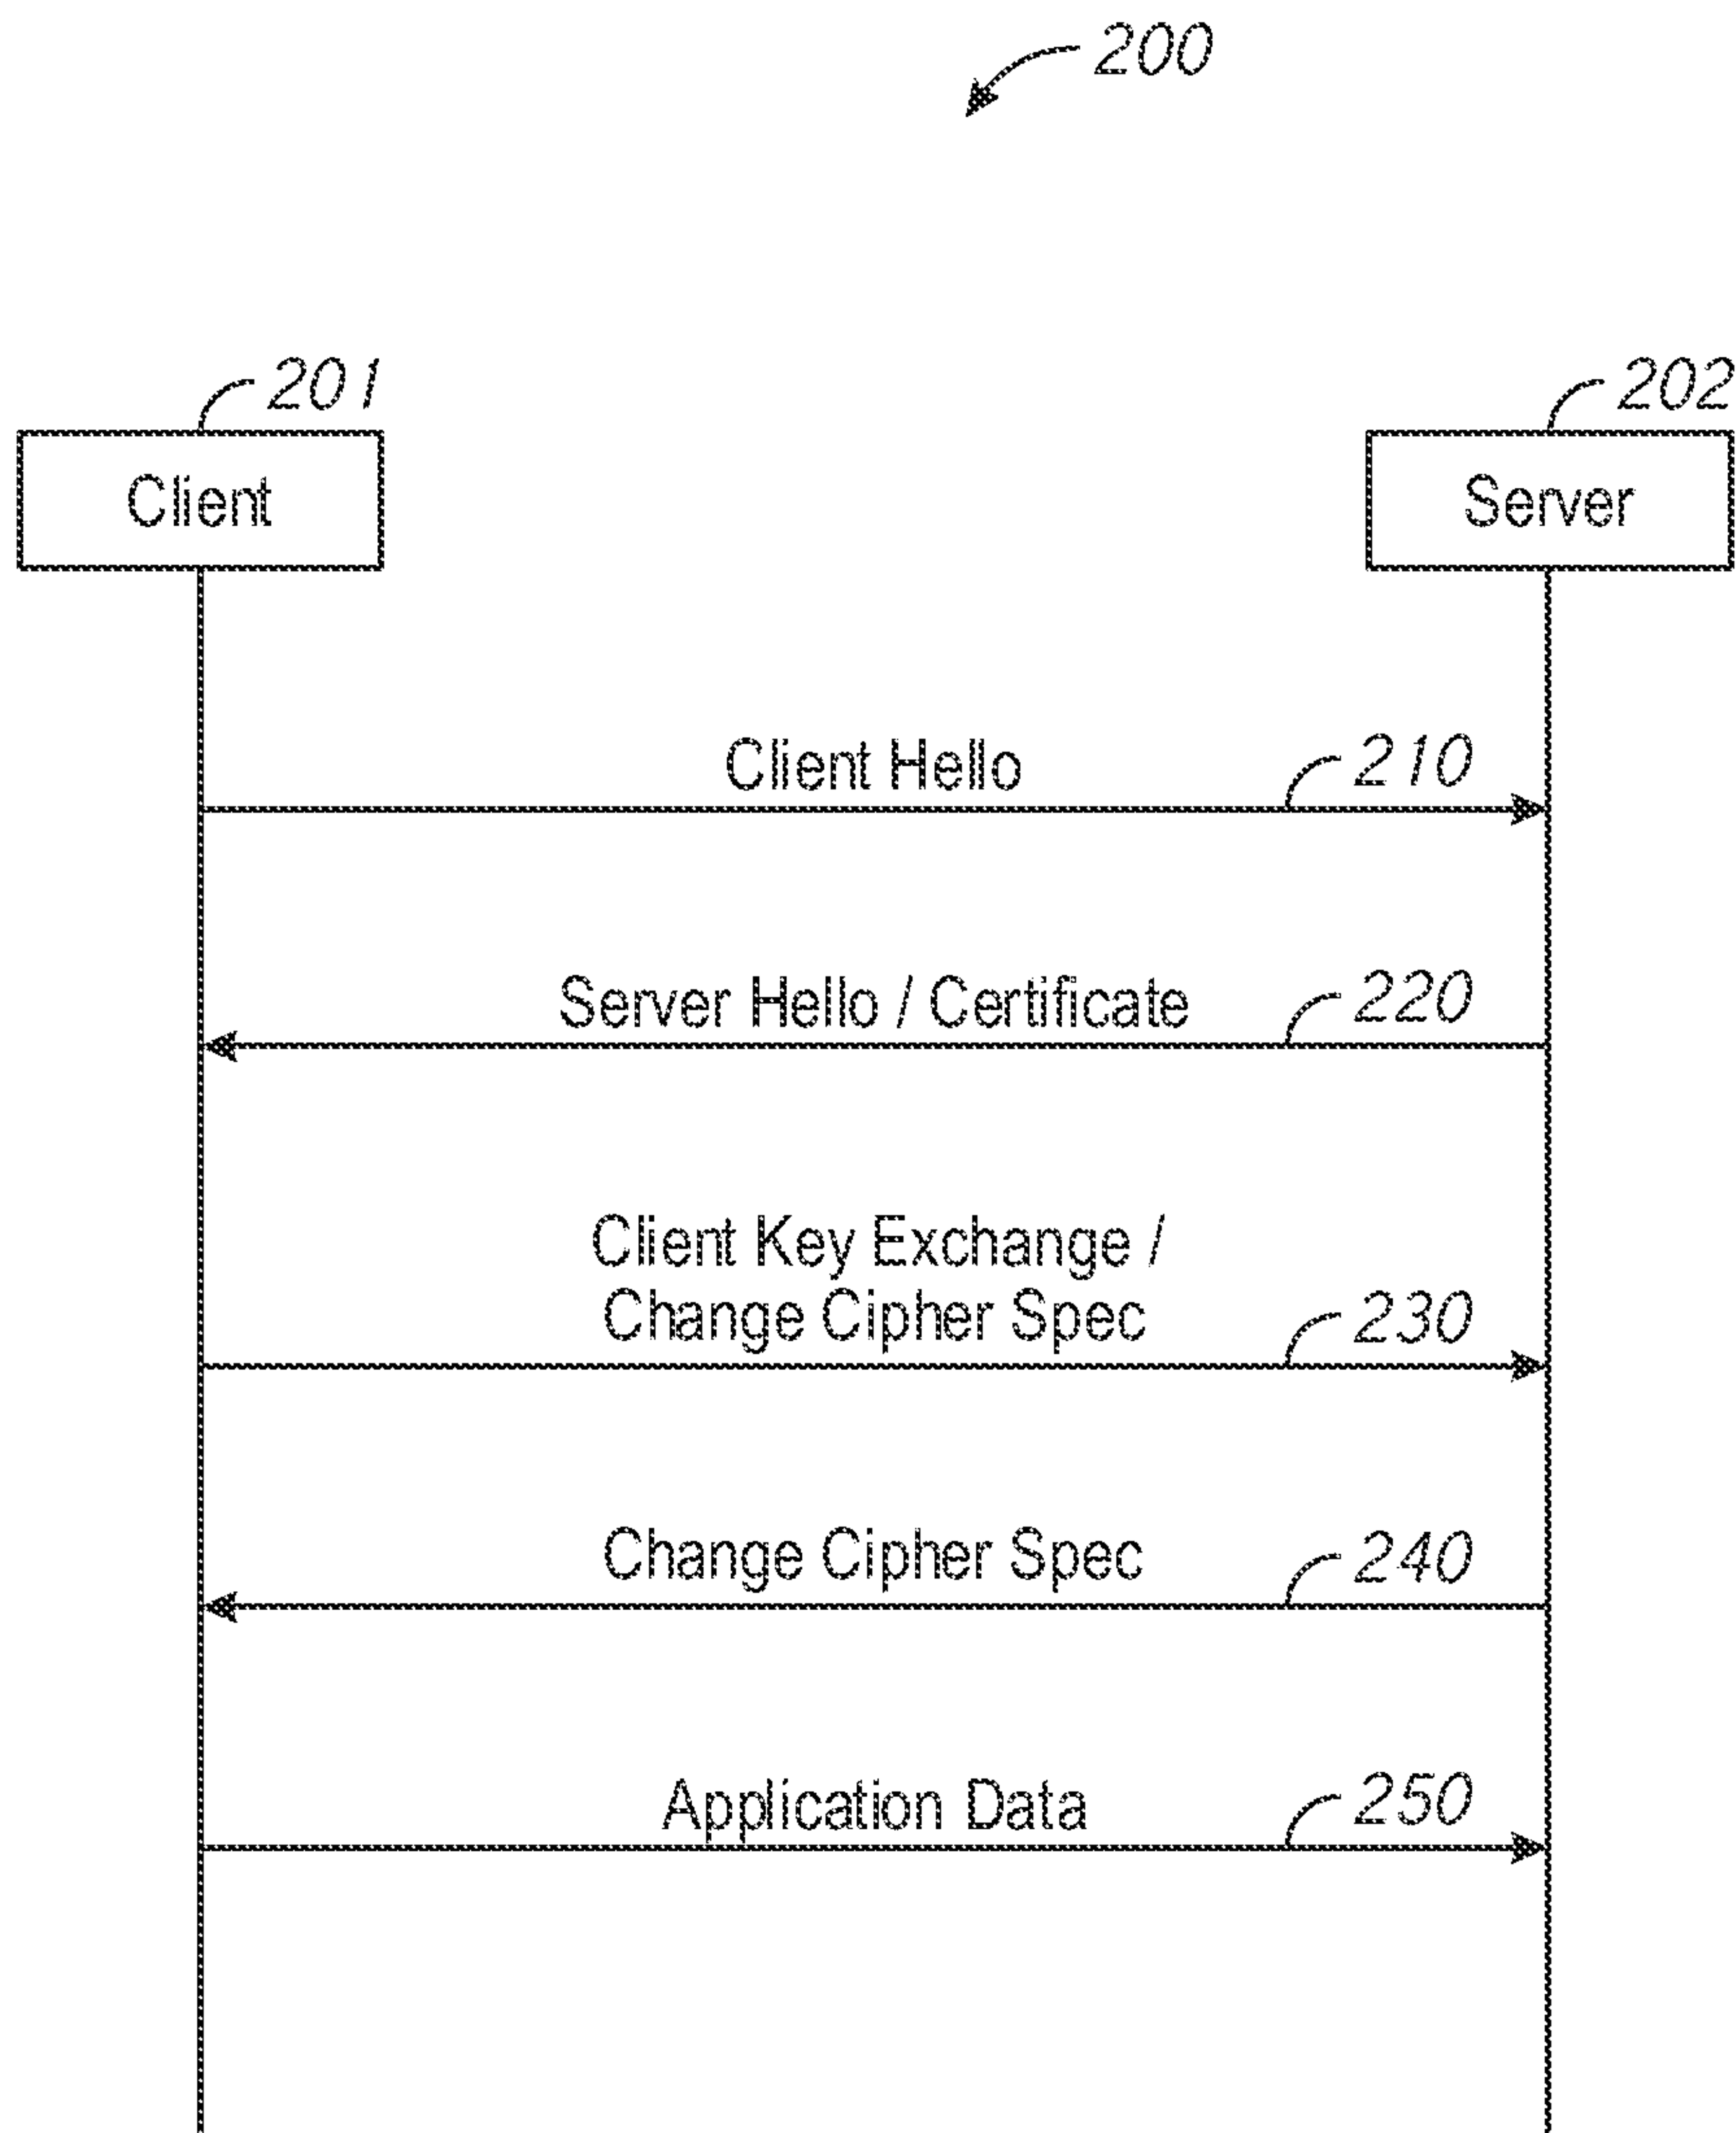 200
201
202
Client
Server
Client Hello
210
Server Hello / Certificate
220
Client Key Exchange /
Change Cipher Spec
230
Change Cipher Spec
240
Application Data
250